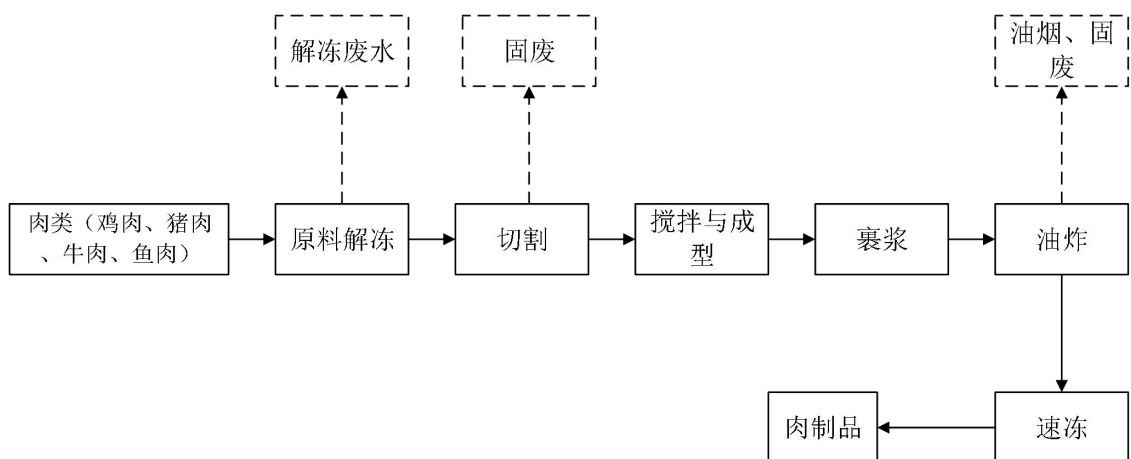 解冻废水
固废
油烟、固
废
肉类（鸡肉、猪肉
、牛肉、鱼肉）
原料解冻
切割
搅拌与成
型
裹浆
油炸
肉制品
速冻